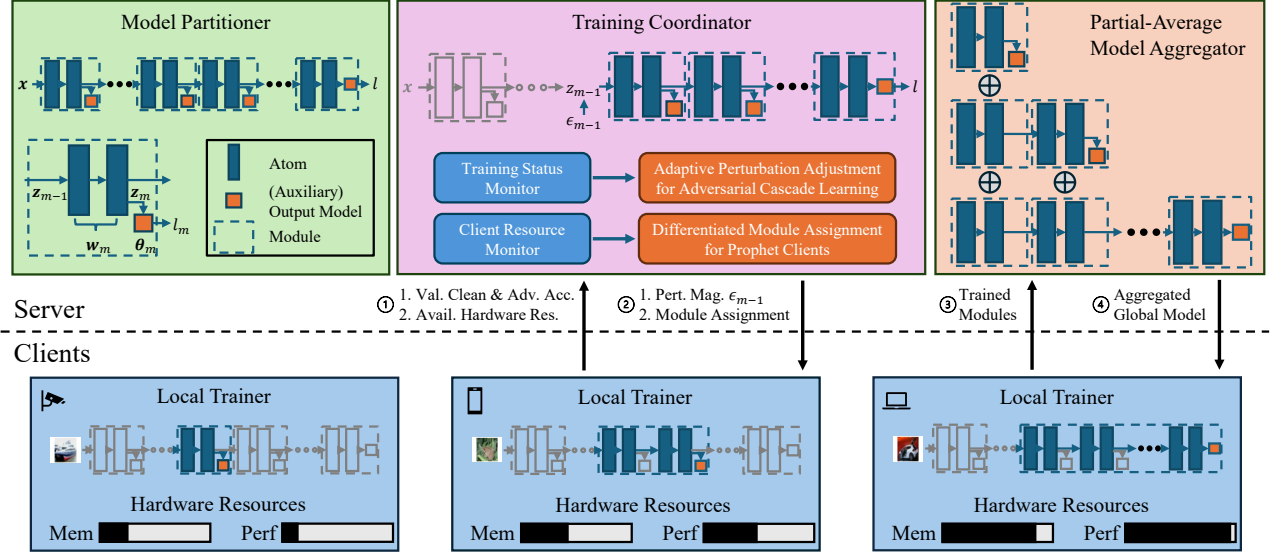 Model Partitioner
x
l
z_{m-1}
z_m
w_m
θ_m
l_m
Atom
(Auxiliary)
Output Model
Module
Training Coordinator
x
z_{m-1}
ϵ_{m-1}
l
Training Status
Monitor
Adaptive Perturbation Adjustment
for Adversarial Cascade Learning
Client Resource
Monitor
Differentiated Module Assignment
for Prophet Clients
Partial-Average
Model Aggregator
Server
① 1. Val. Clean & Adv. Acc.
2. Avail. Hardware Res.
② 1. Pert. Mag. ϵ_{m-1}
2. Module Assignment
③ Trained
Modules
④ Aggregated
Global Model
Clients
Local Trainer
Hardware Resources
Mem
Perf
Local Trainer
Hardware Resources
Mem
Perf
Local Trainer
Hardware Resources
Mem
Perf